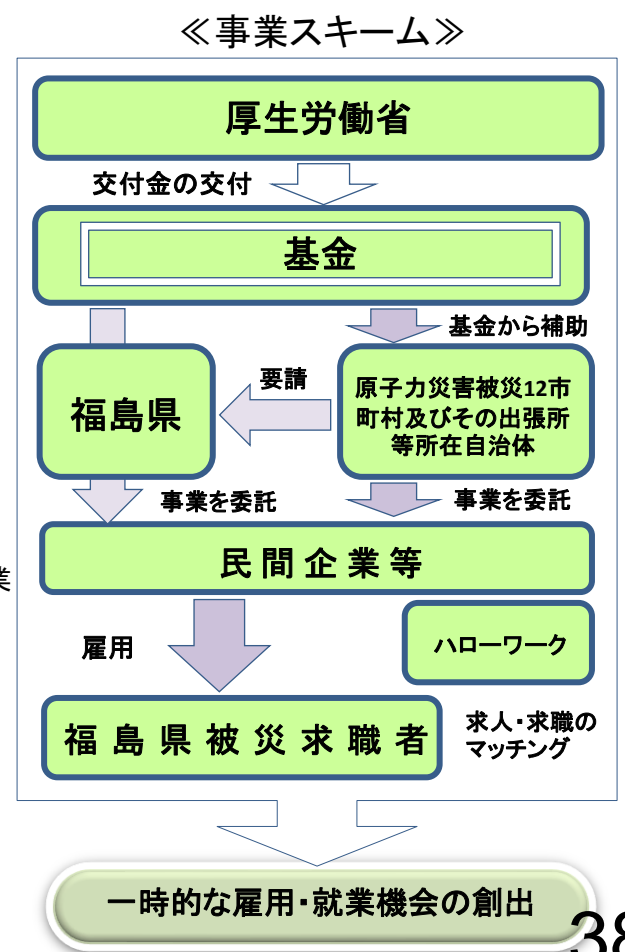 ≪事業スキーム≫
厚生労働省
交付金の交付
基金
基金から補助
福島県
要請
原子力災害被災12市
町村及びその出張所
等所在自治体
事業を委託
事業を委託
民間企業等
業
雇用
ハローワーク
福島県被災求職者
求人・求職の
マッチング
一時的な雇用・就業機会の創出
38